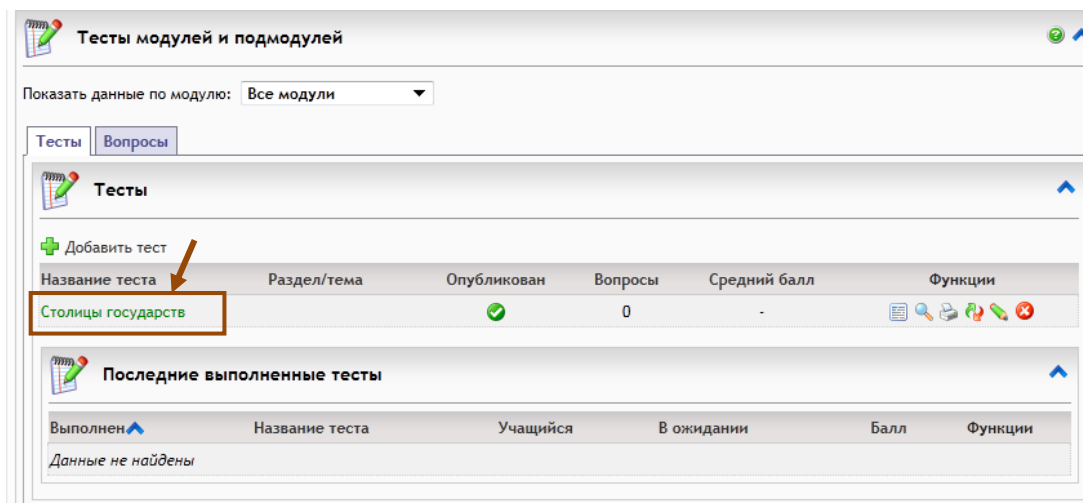 Тесты модулей и подмодулей
Показать данные по модулю: Все модули
Тесты Вопросы
Тесты
Добавить тест
Название теста Раздел/тема Опубликован Вопросы Средний балл Функции
Столицы государств 0 -
Последние выполненные тесты
Выполнен Название теста Учащийся В ожидании Балл Функции
Данные не найдены